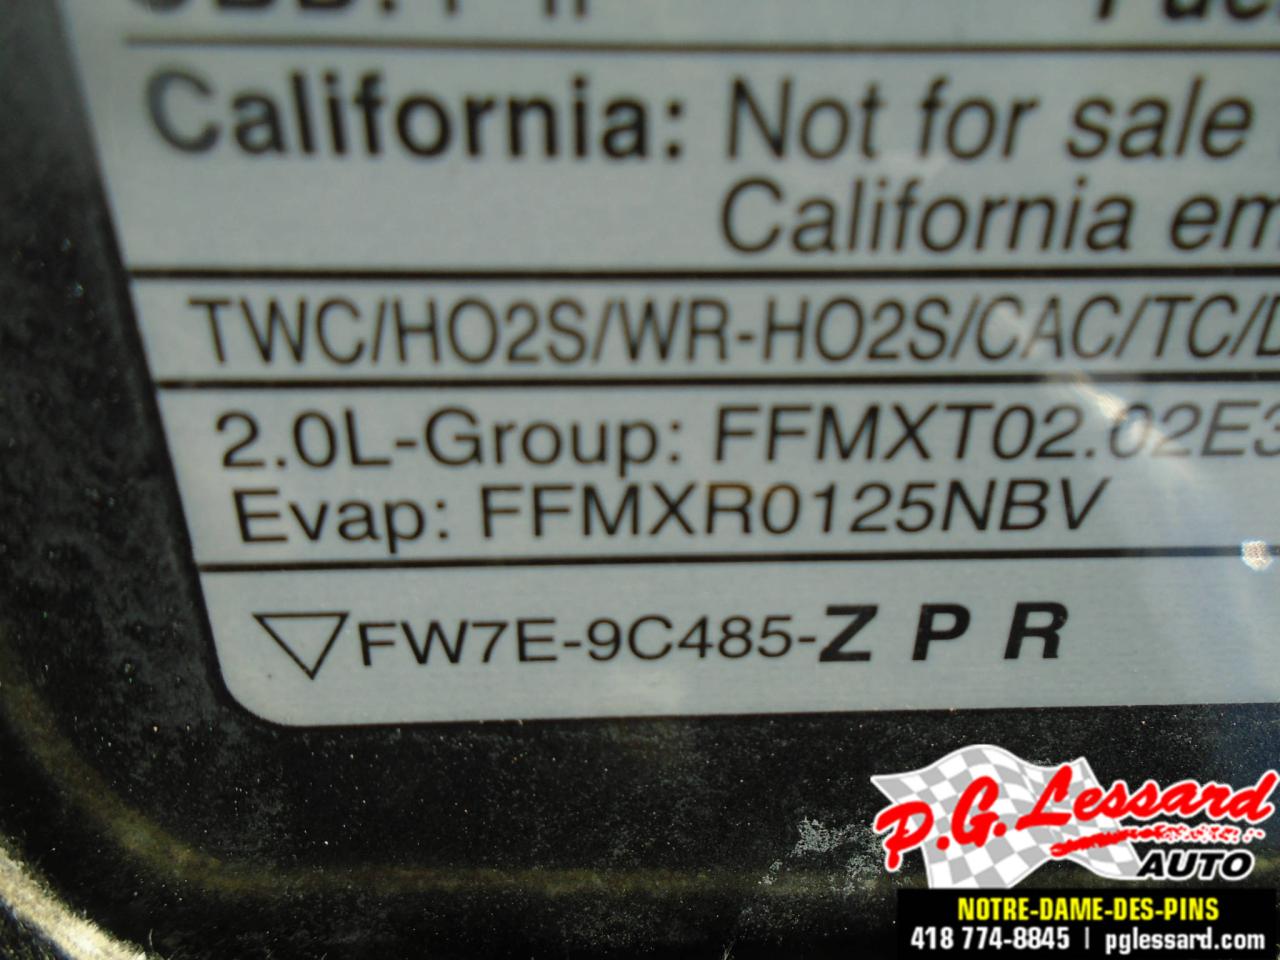 California: Not for sale
California em
TWC/HO2S/WR-HO2S/CAC/TC/
2.0L-Group: FFMXT02.02E3
Evap: FFMXR0125NBV
FW7E-9C485-Z P R
P.G. Lessard
AUTO
NOTRE-DAME-DES-PINS
418 774-8845 | pglessard.com